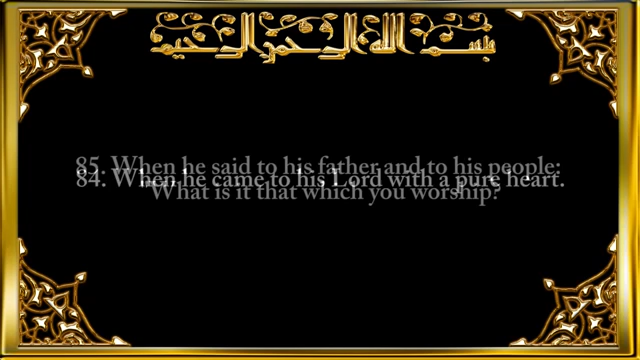 بسم الله الرحمن الرحيم
84. When he came to his Lord with a pure heart.
85. When he said to his father and to his people:
What is it that which you worship?